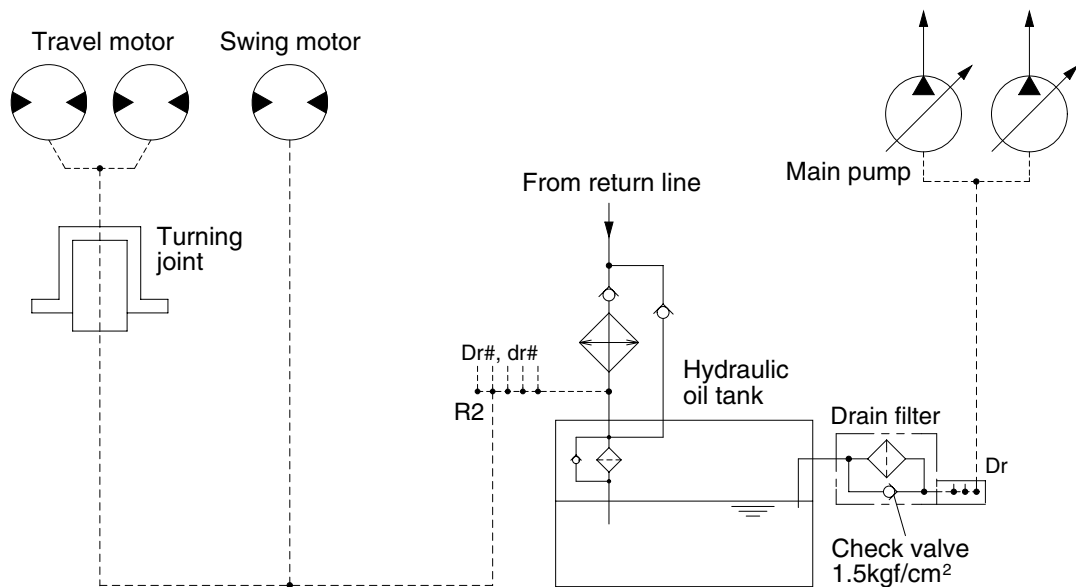 Travel motor
Swing motor
Main pump
From return line
Turning
joint
Dr#, dr#
R2
Hydraulic
oil tank
Drain filter
Dr
Check valve
1.5kgf/cm²